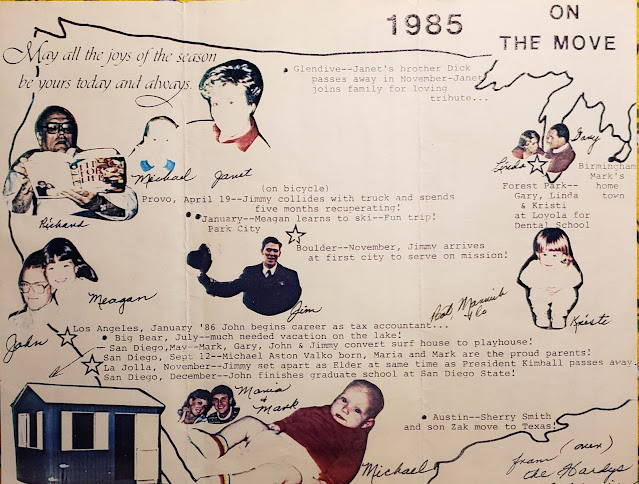 1985
ON
THE MOVE
May all the joys of the season
be yours today and always.
Glendive--Janet's brother Dick
passes away in November-Janet
joins family for loving
tribute...
Michael
Janet
Richard
Linda
Gary
Birmingham
Mark's
home
town
Forest Park--
Gary, Linda
& Kristi
at Loyola for
Dental School
(on bicycle)
Provo, April 19--Jimmy collides with truck and spends
five months recuperating!
January--Meagan learns to ski--Fun trip!
Park City
Boulder--November, Jimmy arrives
at first city to serve on mission!
Meagan
Jim
John
Kristi
Los Angeles, January '86 John begins career as tax accountant...
Big Bear, July--much needed vacation on the lake!
San Diego, May--Mark, Gary, John & Jimmy convert surf house to playhouse!
San Diego, Sept 12--Michael Aston Valko born, Maria and Mark are the proud parents!
La Jolla, November--Jimmy set apart as Elder at same time as President Kimball passes away.
San Diego, December--John finishes graduate school at San Diego State!
Maria
& Mark
Michael
Austin--Sherry Smith
and son Zak move to Texas!
from (over)
the Hardys